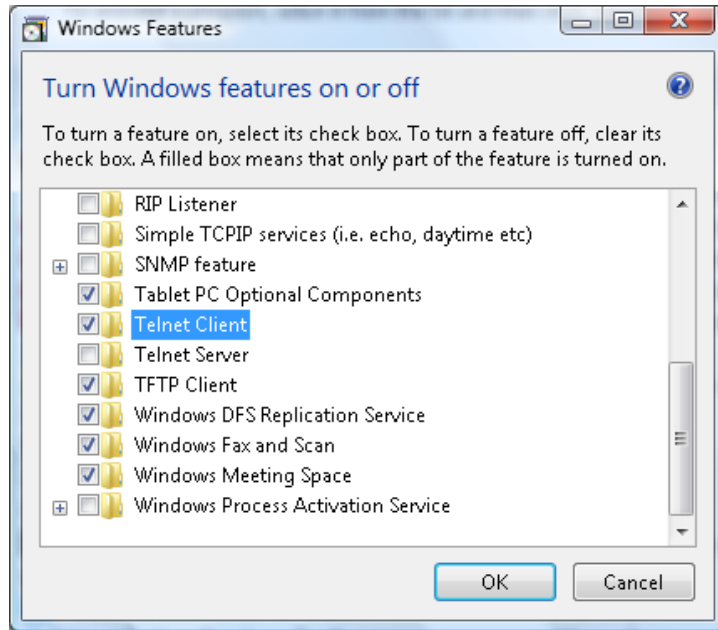 Windows Features
Turn Windows features on or off
To turn a feature on, select its check box. To turn a feature off, clear its
check box. A filled box means that only part of the feature is turned on.
RIP Listener
Simple TCPIP services (i.e. echo, daytime etc)
SNMP feature
Tablet PC Optional Components
Telnet Client
Telnet Server
TFTP Client
Windows DFS Replication Service
Windows Fax and Scan
Windows Meeting Space
Windows Process Activation Service
OK Cancel